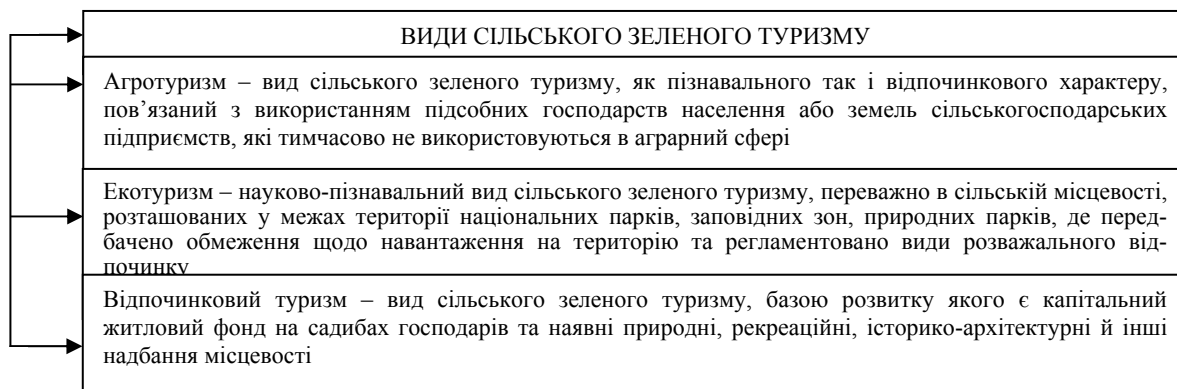 ВИДИ СІЛЬСЬКОГО ЗЕЛЕНОГО ТУРИЗМУ
Агротуризм – вид сільського зеленого туризму, як пізнавального так і відпочинкового характеру,
пов’язаний з використанням підсобних господарств населення або земель сільськогосподарських
підприємств, які тимчасово не використовуються в аграрний сфері
Екотуризм – науково-пізнавальний вид сільського зеленого туризму, переважно в сільській місцевості,
розташованих у межах території національних парків, заповідних зон, природних парків, де перед-
бачено обмеження щодо навантаження на територію та регламентовано види розважального від-
починку
Відпочинковий туризм – вид сільського зеленого туризму, базою розвитку якого є капітальний
житловий фонд на садибах господарів та наявні природні, рекреаційні, історико-архітектурні й інші
надбання місцевості